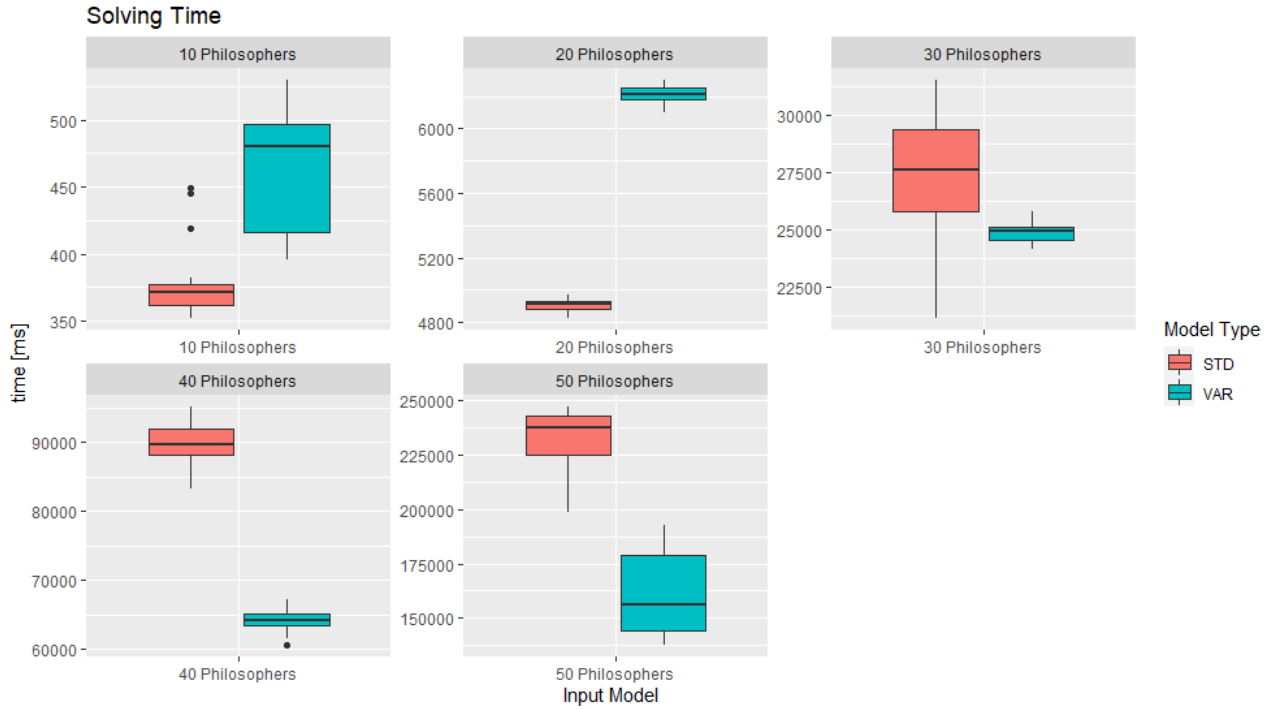 Solving Time
10 Philosophers
20 Philosophers
30 Philosophers
500
450
400
350
6000
5600
5200
4800
30000
27500
25000
22500
10 Philosophers
20 Philosophers
30 Philosophers
time [ms]
40 Philosophers
50 Philosophers
90000
80000
70000
60000
250000
225000
200000
175000
150000
40 Philosophers
50 Philosophers
Input Model
Model Type
STD
VAR